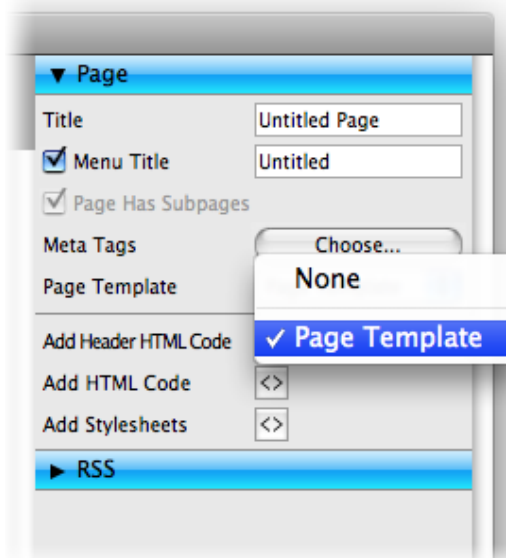 ▼ Page
Title Untitled Page
Menu Title Untitled
Page Has Subpages
Meta Tags Choose...
Page Template
None
✓ Page Template
Add Header HTML Code
Add HTML Code <>
Add Stylesheets <>
► RSS